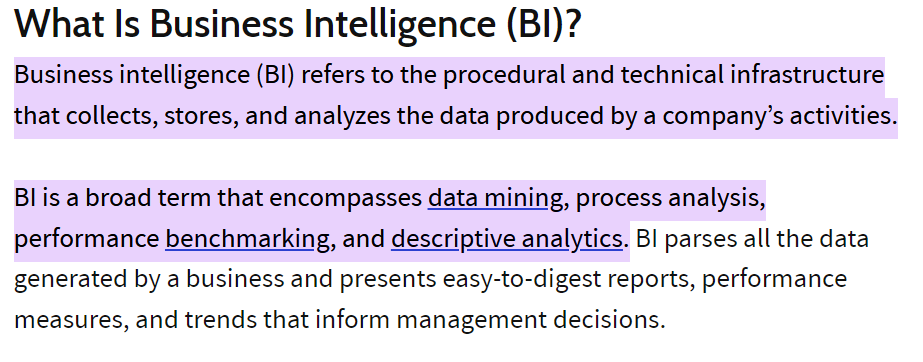 What Is Business Intelligence (BI)?
Business intelligence (BI) refers to the procedural and technical infrastructure
that collects, stores, and analyzes the data produced by a company’s activities.
BI is a broad term that encompasses data mining, process analysis,
performance benchmarking, and descriptive analytics. BI parses all the data
generated by a business and presents easy-to-digest reports, performance
measures, and trends that inform management decisions.